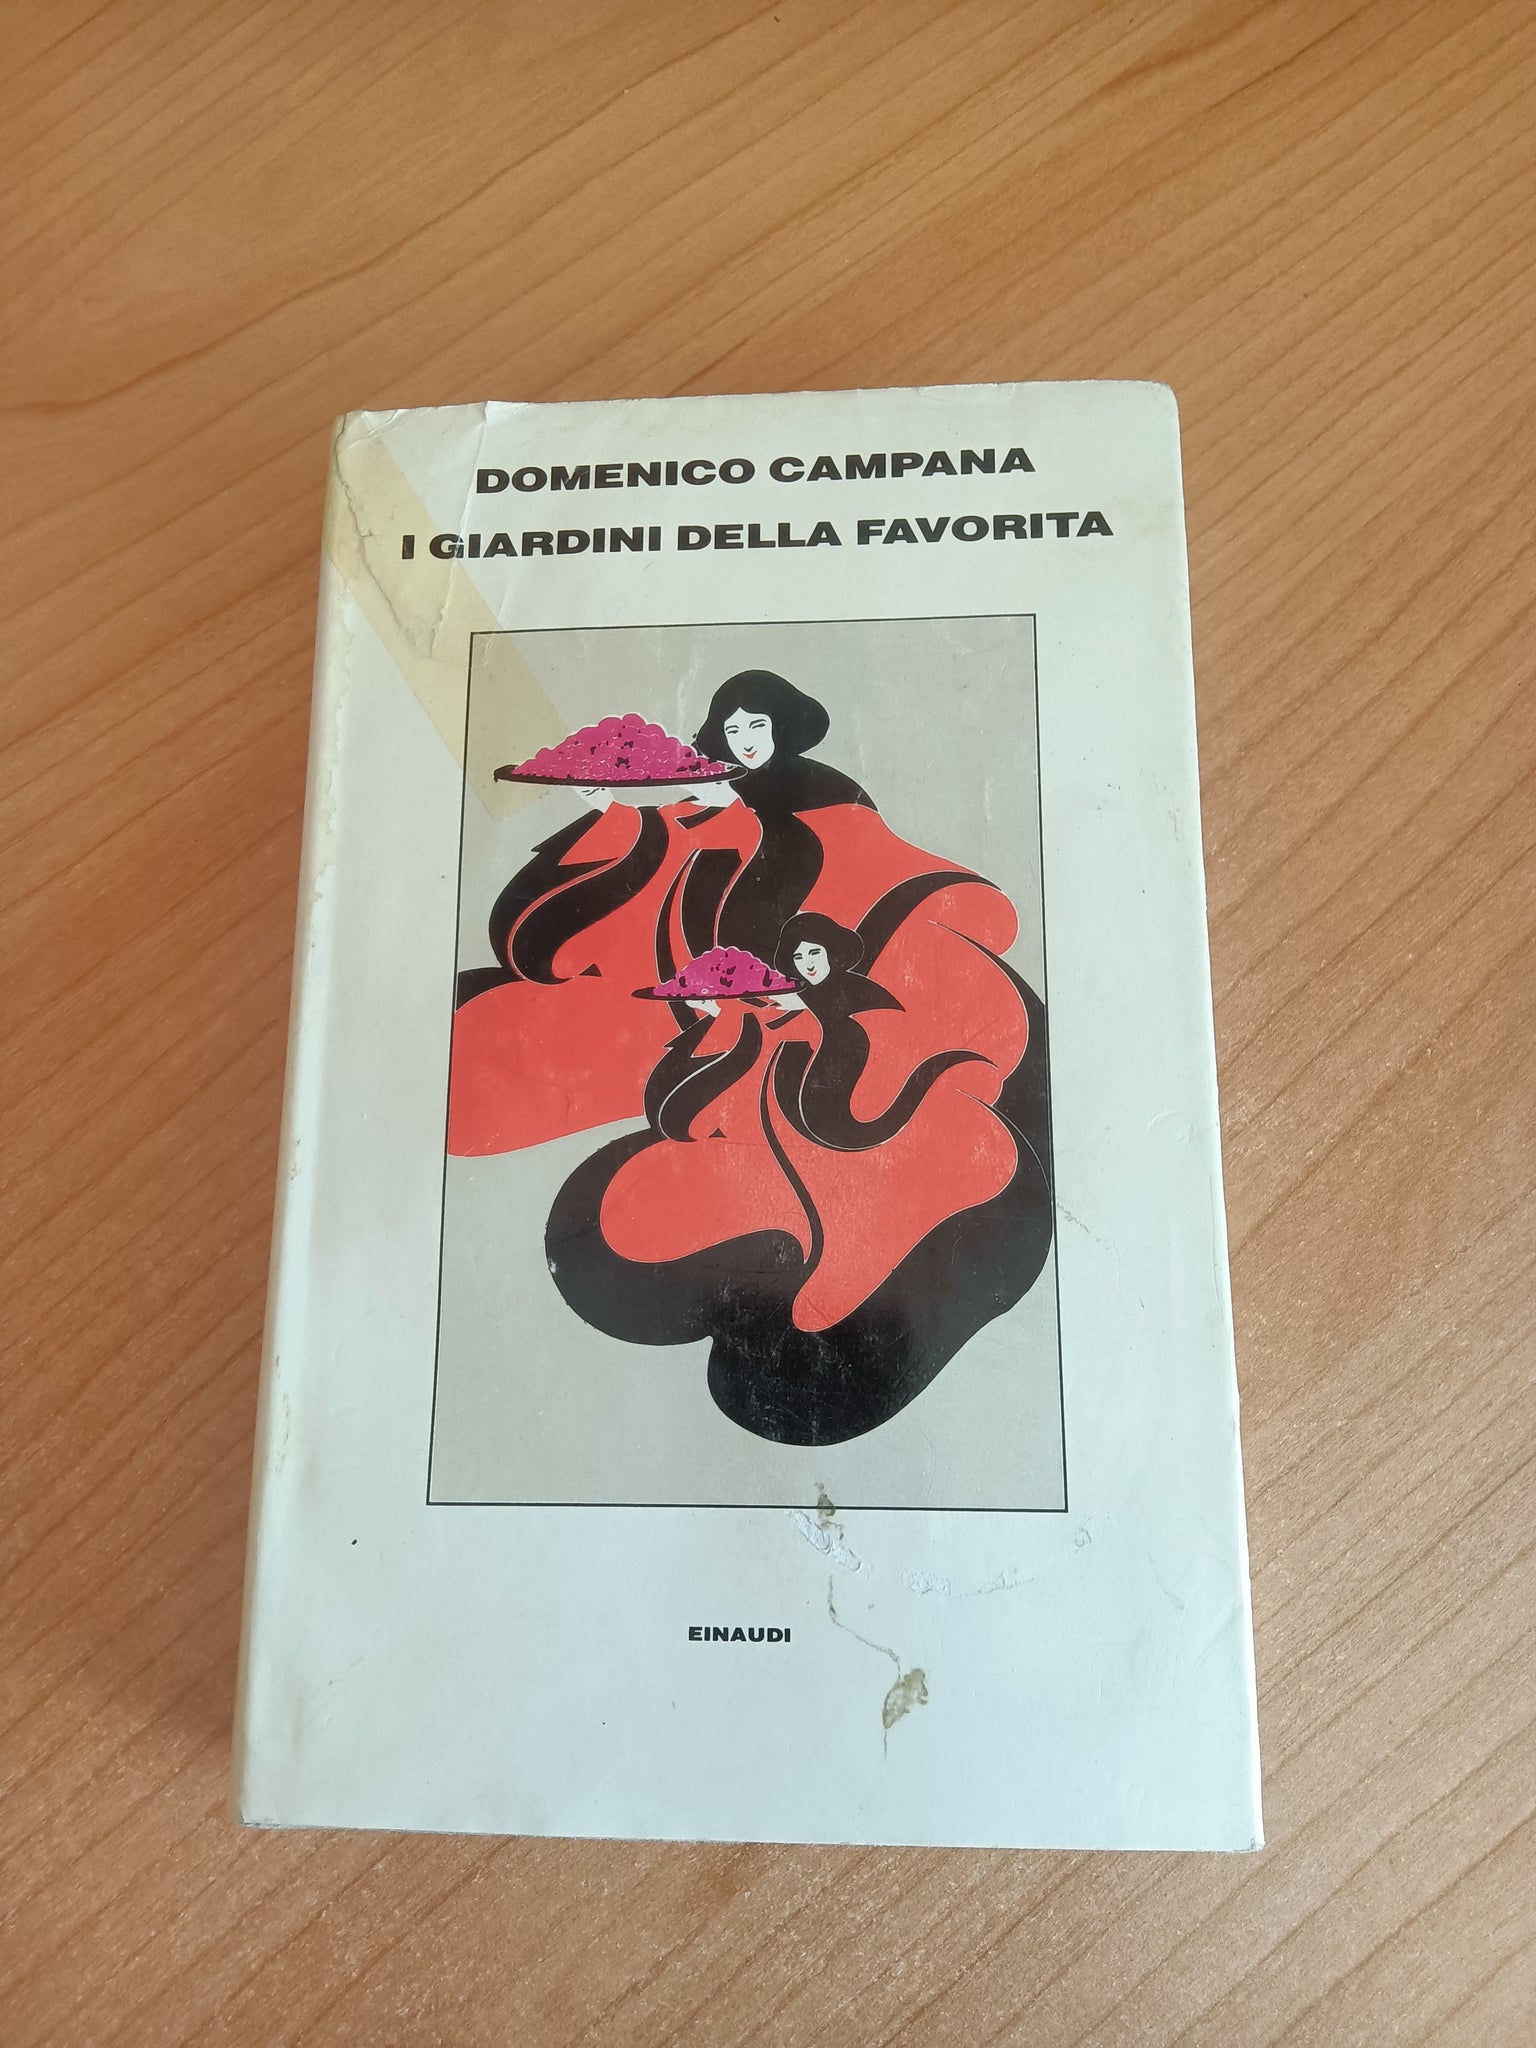 DOMENICO CAMPANA
I GIARDINI DELLA FAVORITA
EINAUDI